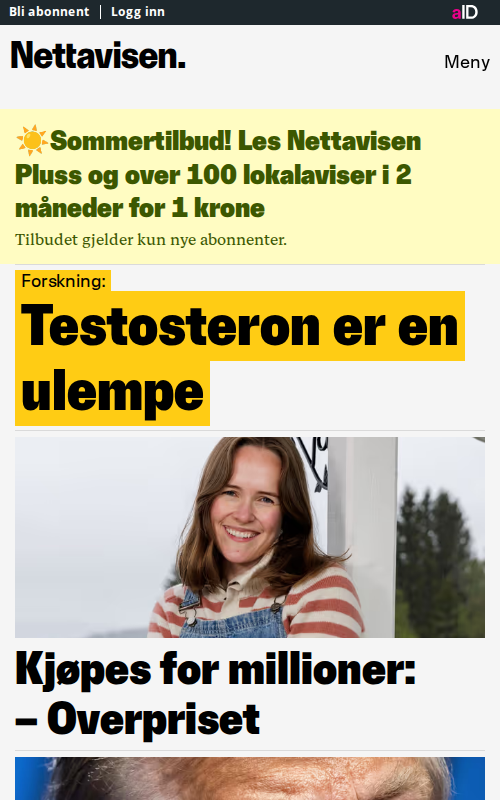 Bli abonnent | Logg inn
aID
Nettavisen.
Meny
☀️Sommertilbud! Les Nettavisen
Pluss og over 100 lokalaviser i 2
måneder for 1 krone
Tilbudet gjelder kun nye abonnenter.
Forskning:
Testosteron er en
ulempe
Kjøpes for millioner:
– Overpriset